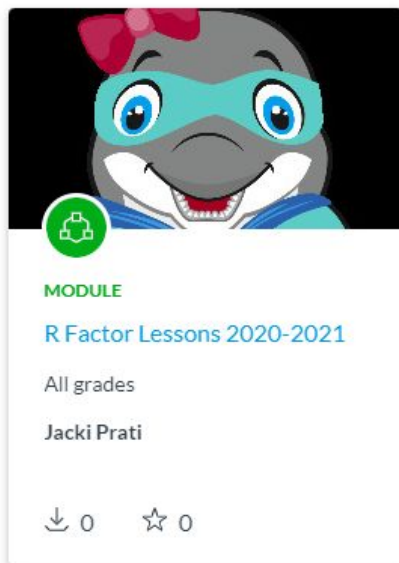 MODULE
R Factor Lessons 2020-2021
All grades
Jacki Prati
0 0